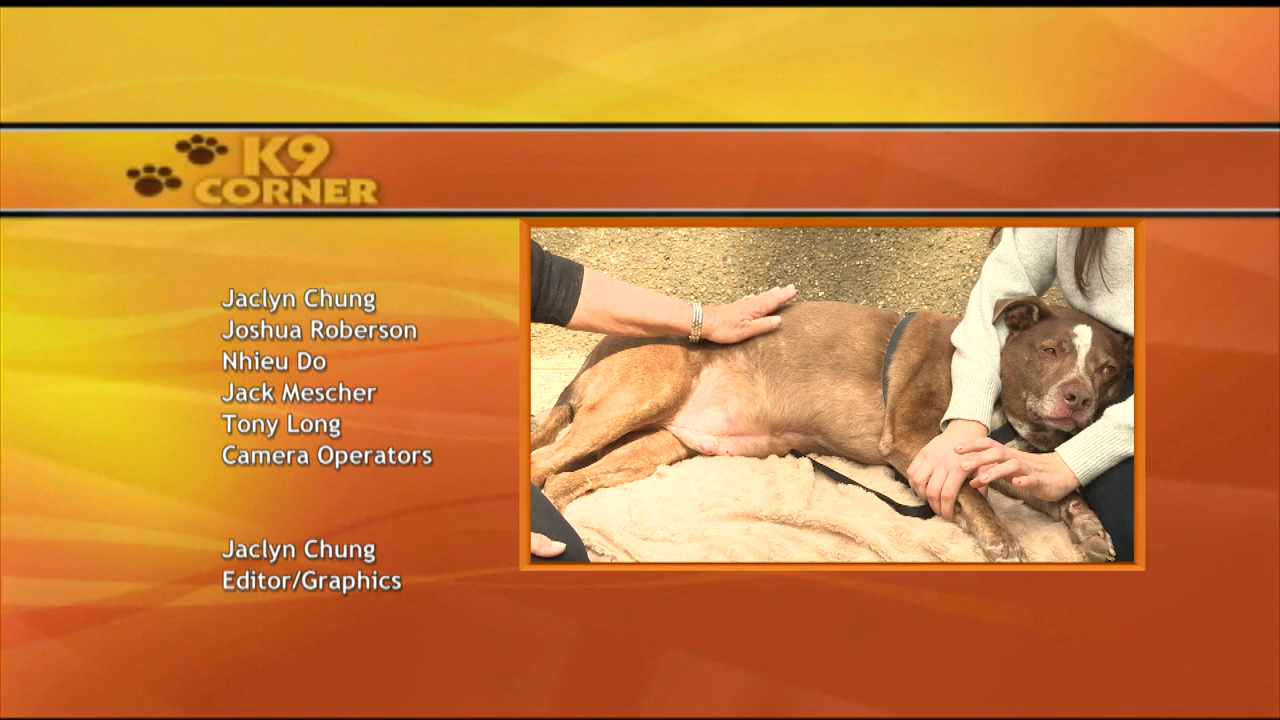 K9
CORNER
Jaclyn Chung
Joshua Roberson
Nhieu Do
Jack Mescher
Tony Long
Camera Operators
Jaclyn Chung
Editor/Graphics